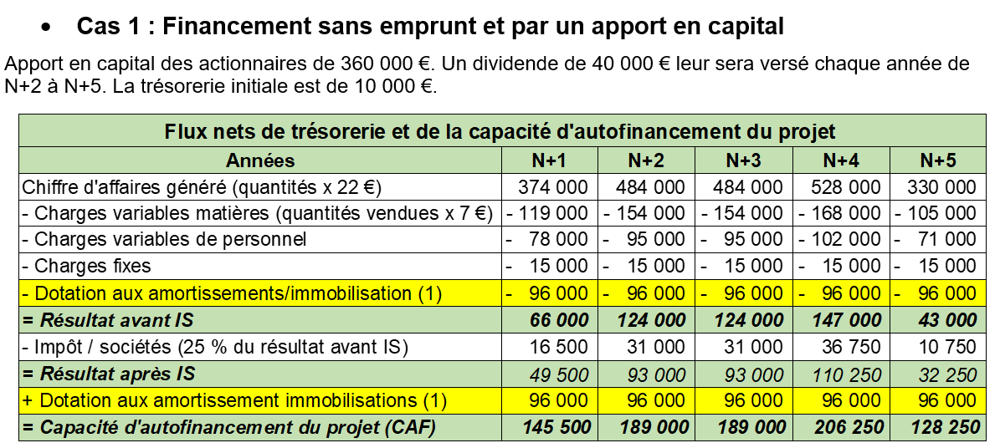 • Cas 1 : Financement sans emprunt et par un apport en capital
Apport en capital des actionnaires de 360 000 €. Un dividende de 40 000 € leur sera versé chaque année de
N+2 à N+5. La trésorerie initiale est de 10 000 €.
Flux nets de trésorerie et de la capacité d'autofinancement du projet
Années N+1 N+2 N+3 N+4 N+5
Chiffre d'affaires généré (quantités x 22 €) 374 000 484 000 484 000 528 000 330 000
- Charges variables matières (quantités vendues x 7 €) - 119 000 - 154 000 - 154 000 - 168 000 - 105 000
- Charges variables de personnel - 78 000 - 95 000 - 95 000 - 102 000 - 71 000
- Charges fixes - 15 000 - 15 000 - 15 000 - 15 000 - 15 000
- Dotation aux amortissements/immobilisation (1) - 96 000 - 96 000 - 96 000 - 96 000 - 96 000
= Résultat avant IS 66 000 124 000 124 000 147 000 43 000
- Impôt / sociétés (25 % du résultat avant IS) 16 500 31 000 31 000 36 750 10 750
= Résultat après IS 49 500 93 000 93 000 110 250 32 250
+ Dotation aux amortissement immobilisations (1) 96 000 96 000 96 000 96 000 96 000
= Capacité d'autofinancement du projet (CAF) 145 500 189 000 189 000 206 250 128 250